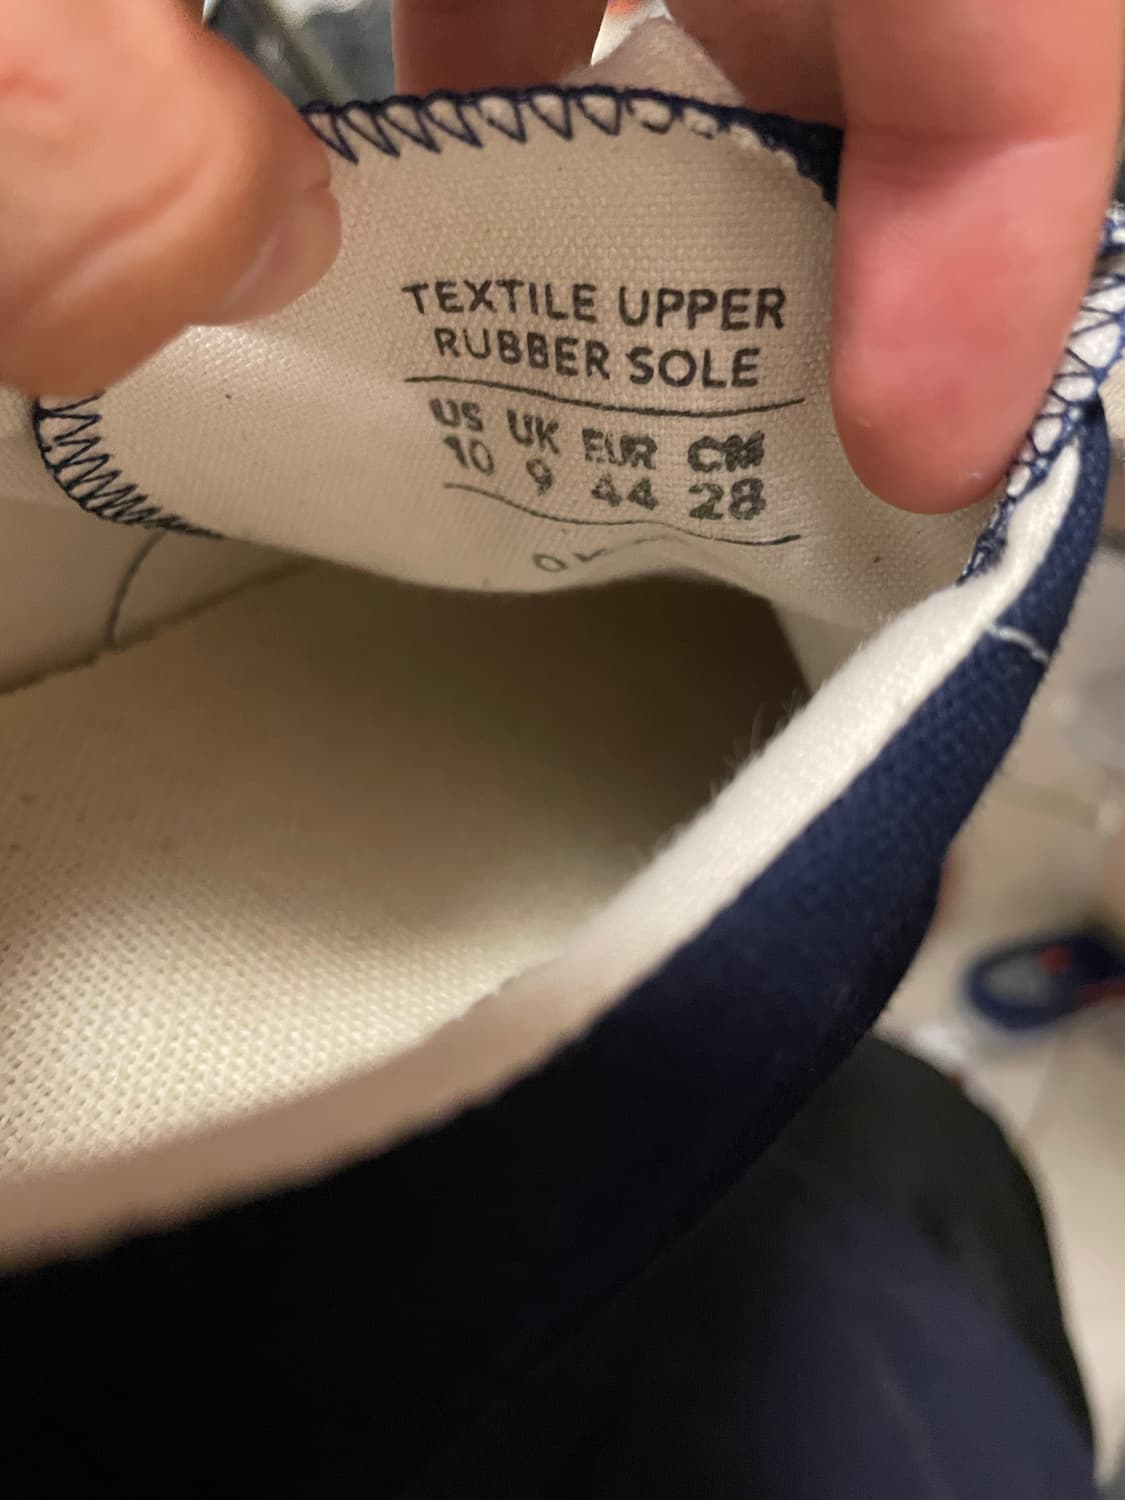 TEXTILE UPPER
RUBBER SOLE
US UK EUR CM
10 9 44 28